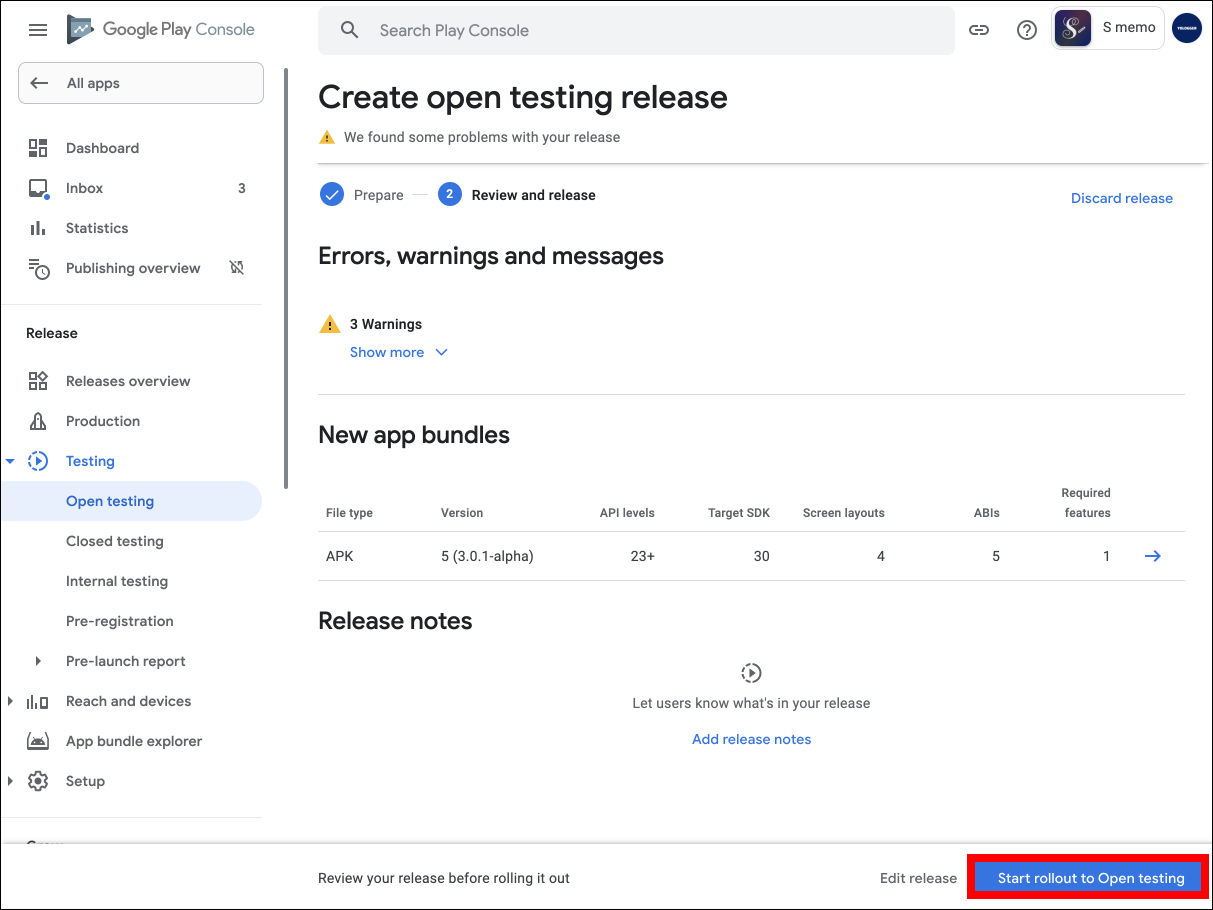 Google Play Console
Search Play Console
S memo
All apps
Dashboard
Inbox 3
Statistics
Publishing overview
Release
Releases overview
Production
Testing
Open testing
Closed testing
Internal testing
Pre-registration
Pre-launch report
Reach and devices
App bundle explorer
Setup
Create open testing release
We found some problems with your release
Prepare 2 Review and release
Discard release
Errors, warnings and messages
3 Warnings
Show more
New app bundles
File type Version API levels Target SDK Screen layouts ABIs Required features
APK 5 (3.0.1-alpha) 23+ 30 4 5 1
Release notes
Let users know what's in your release
Add release notes
Review your release before rolling it out
Edit release
Start rollout to Open testing